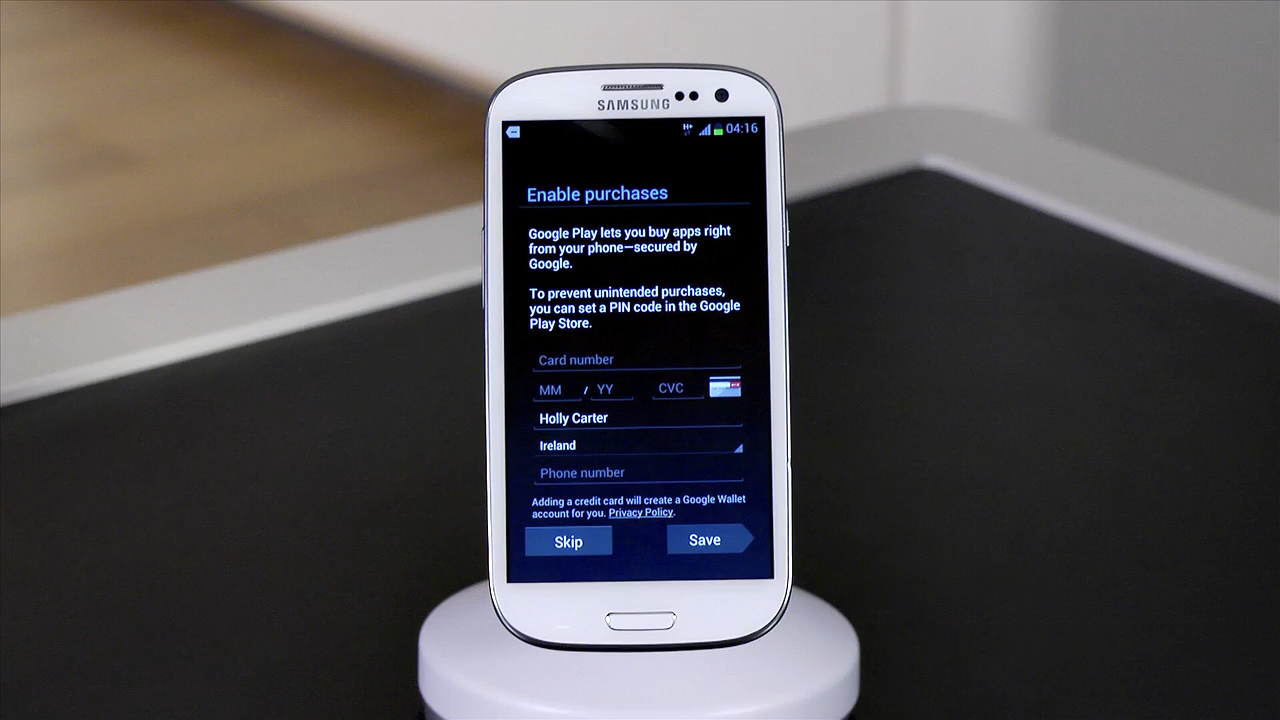 SAMSUNG
H+ 04:16
Enable purchases
Google Play lets you buy apps right
from your phone—secured by
Google.
To prevent unintended purchases,
you can set a PIN code in the Google
Play Store.
Card number
MM / YY CVC
Holly Carter
Ireland
Phone number
Adding a credit card will create a Google Wallet
account for you. Privacy Policy.
Skip Save